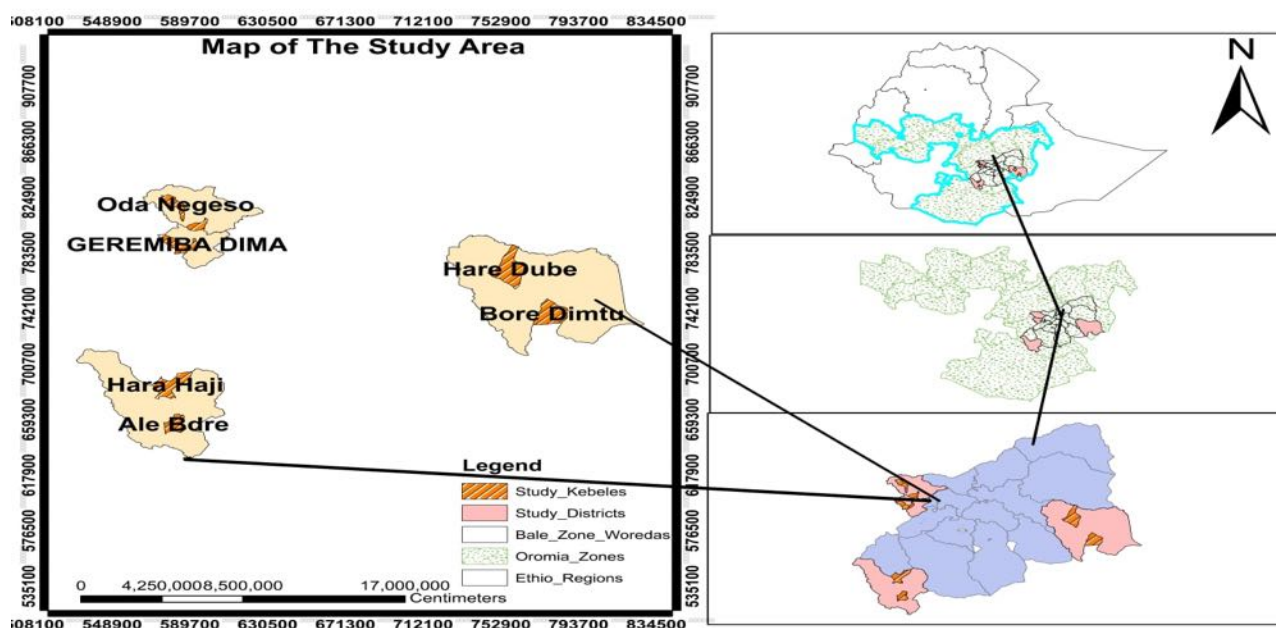 508100 548900 589700 630500 671300 712100 752900 793700 834500
Map of The Study Area
N
907700
866300
824900
783500
742100
700700
659300
617900
576500
535100
Oda Negeso
GEREMIBA DIMA
Hare Dube
Bore Dimtu
Hara Haji
Ale Bdre
Legend
Study_Kebeles
Study_Districts
Bale_Zone_Woredas
Oromia_Zones
Ethio_Regions
0 4,250,0008,500,000 17,000,000
Centimeters
907700
866300
824900
783500
742100
700700
659300
617900
576500
535100
508100 548900 589700 630500 671300 712100 752900 793700 834500